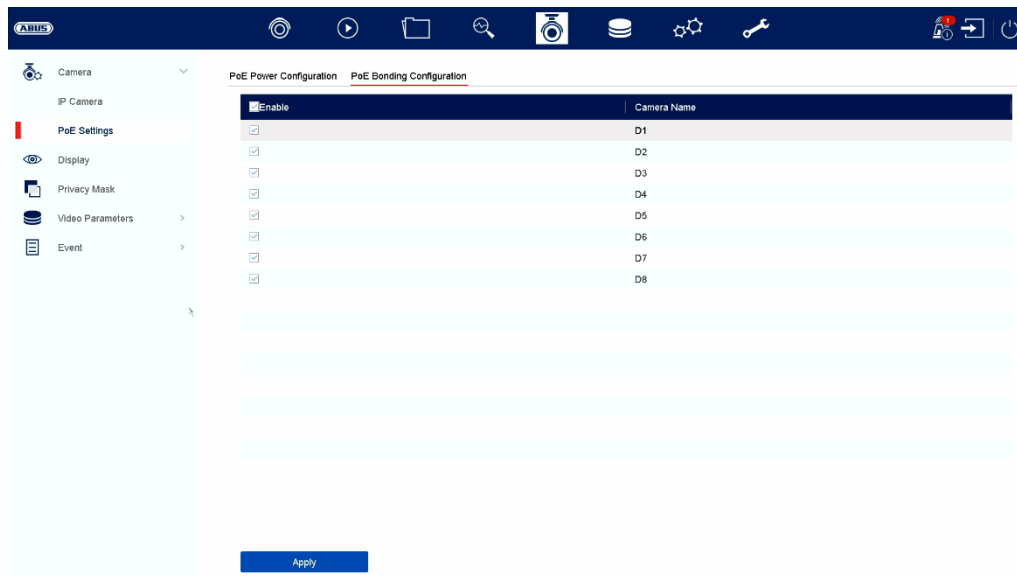 ABUS
1
Camera
IP Camera
PoE Settings
Display
Privacy Mask
Video Parameters
Event
PoE Power Configuration PoE Bonding Configuration
Enable Camera Name
D1
D2
D3
D4
D5
D6
D7
D8
Apply